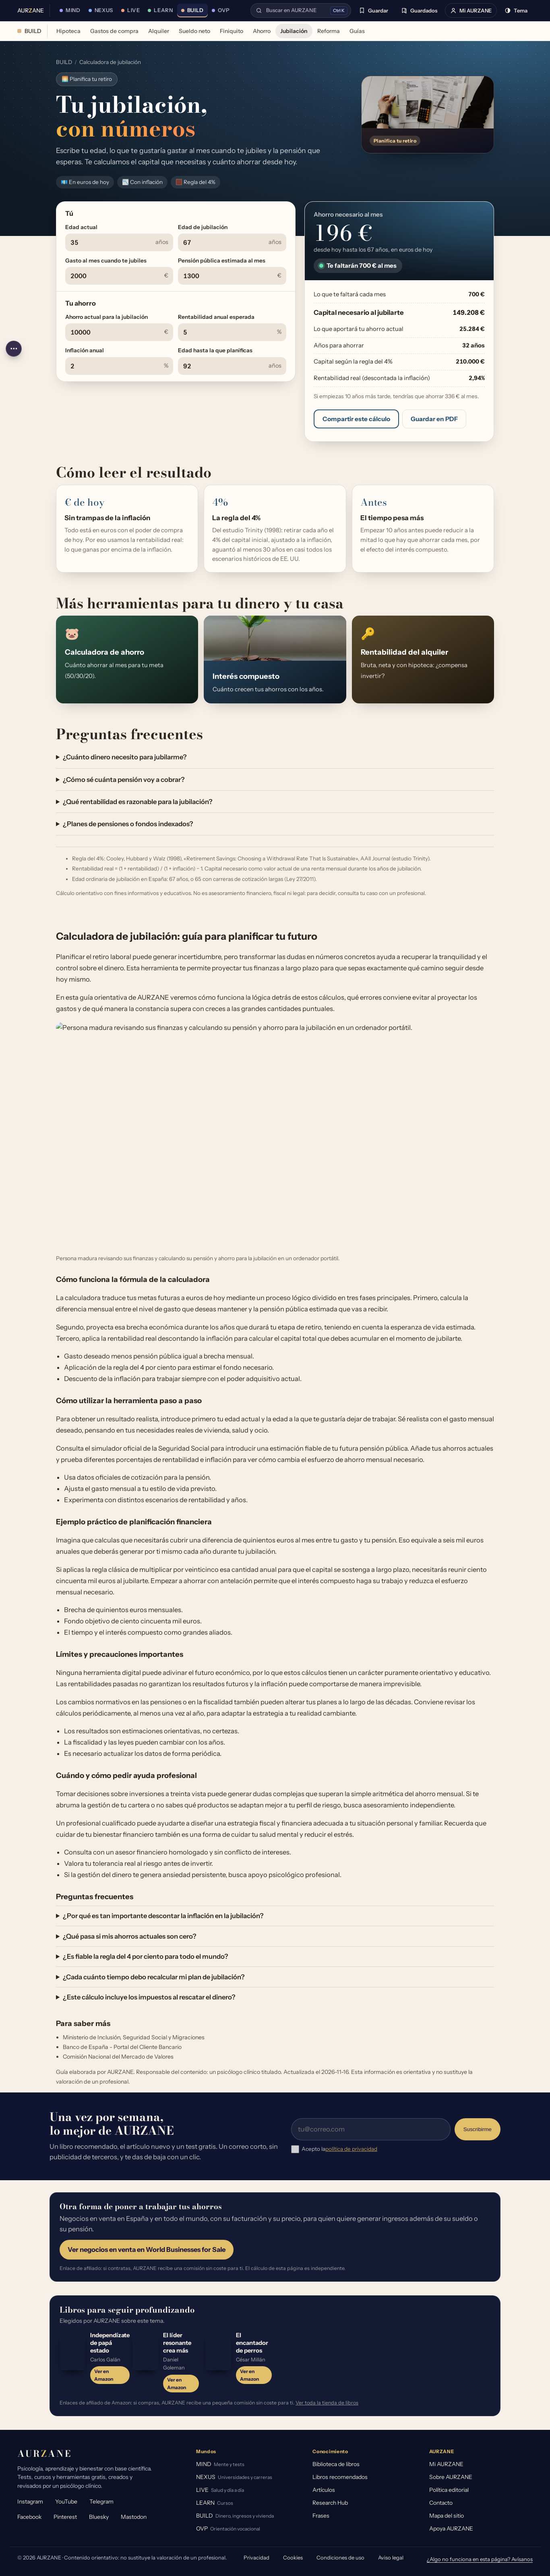 AURZANE
MIND
NEXUS
LIVE
LEARN
BUILD
OVP
Buscar en AURZANE
Ctrl K
Guardar
Guardados
Mi AURZANE
Tema
BUILD
Hipoteca
Gastos de compra
Alquiler
Sueldo neto
Finiquito
Ahorro
Jubilación
Reforma
Guías
BUILD / Calculadora de jubilación
Planifica tu retiro
Tu jubilación,
con números
Escribe tu edad, lo que te gustaría gastar al mes cuando te jubiles y la pensión que
esperas. Te calculamos el capital que necesitas y cuánto ahorrar desde hoy.
En euros de hoy
Con inflación
Regla del 4%
Planifica tu retiro
Tú
Edad actual
Edad de jubilación
35 años
67 años
Gasto al mes cuando te jubiles
Pensión pública estimada al mes
2000 €
1300 €
Tu ahorro
Ahorro actual para la jubilación
Rentabilidad anual esperada
10000 €
5 %
Inflación anual
Edad hasta la que planificas
2 %
92 años
Ahorro necesario al mes
196 €
desde hoy hasta los 67 años, en euros de hoy
Te faltarán 700 € al mes
Lo que te faltará cada mes 700 €
Capital necesario al jubilarte 149.208 €
Lo que aportará tu ahorro actual 25.284 €
Años para ahorrar 32 años
Capital según la regla del 4% 210.000 €
Rentabilidad real (descontada la inflación) 2,94%
Si empiezas 10 años más tarde, tendrías que ahorrar 336 € al mes.
Compartir este cálculo
Guardar en PDF
Cómo leer el resultado
€ de hoy
Sin trampas de la inflación
Todo está en euros con el poder de compra
de hoy. Por eso usamos la rentabilidad real:
lo que ganas por encima de la inflación.
4%
La regla del 4%
Del estudio Trinity (1998): retirar cada año el
4% del capital inicial, ajustado a la inflación,
aguantó al menos 30 años en casi todos los
escenarios históricos de EE. UU.
Antes
El tiempo pesa más
Empezar 10 años antes puede reducir a la
mitad lo que hay que ahorrar cada mes, por
el efecto del interés compuesto.
Más herramientas para tu dinero y tu casa
Calculadora de ahorro
Cuánto ahorrar al mes para tu meta
(50/30/20).
Interés compuesto
Cuánto crecen tus ahorros con los años.
Rentabilidad del alquiler
Bruta, neta y con hipoteca: ¿compensa
invertir?
Preguntas frecuentes
¿Cuánto dinero necesito para jubilarme?
¿Cómo sé cuánta pensión voy a cobrar?
¿Qué rentabilidad es razonable para la jubilación?
¿Planes de pensiones o fondos indexados?
Regla del 4%: Cooley, Hubbard y Walz (1998), «Retirement Savings: Choosing a Withdrawal Rate That Is Sustainable», AAII Journal (estudio Trinity).
Rentabilidad real = (1 + rentabilidad) / (1 + inflación) − 1. Capital necesario como valor actual de una renta mensual durante los años de jubilación.
Edad ordinaria de jubilación en España: 67 años, o 65 con carreras de cotización largas (Ley 27/2011).
Cálculo orientativo con fines informativos y educativos. No es asesoramiento financiero, fiscal ni legal: para decidir, consulta tu caso con un profesional.
Calculadora de jubilación: guía para planificar tu futuro
Planificar el retiro laboral puede generar incertidumbre, pero transformar las dudas en números concretos ayuda a recuperar la tranquilidad y el
control sobre el dinero. Esta herramienta te permite proyectar tus finanzas a largo plazo para que sepas exactamente qué camino seguir desde
hoy mismo.
En esta guía orientativa de AURZANE veremos cómo funciona la lógica detrás de estos cálculos, qué errores conviene evitar al proyectar los
gastos y de qué manera la constancia supera con creces a las grandes cantidades puntuales.
Persona madura revisando sus finanzas y calculando su pensión y ahorro para la jubilación en un ordenador portátil.
Persona madura revisando sus finanzas y calculando su pensión y ahorro para la jubilación en un ordenador portátil.
Cómo funciona la fórmula de la calculadora
La calculadora traduce tus metas futuras a euros de hoy mediante un proceso lógico dividido en tres fases principales. Primero, calcula la
diferencia mensual entre el nivel de gasto que deseas mantener y la pensión pública estimada que vas a recibir.
Segundo, proyecta esa brecha económica durante todos los años que durará tu etapa de retiro, teniendo en cuenta la esperanza de vida estimada.
Tercero, aplica la rentabilidad real descontando la inflación para calcular el capital total que debes acumular en el momento de jubilarte.
Gasto deseado menos pensión pública igual a brecha mensual.
Aplicación de la regla del 4 por ciento para estimar el fondo necesario.
Descuento de la inflación para trabajar siempre con el poder adquisitivo actual.
Cómo utilizar la herramienta paso a paso
Para obtener un resultado realista, introduce primero tu edad actual y la edad a la que te gustaría dejar de trabajar. Sé realista con el gasto mensual
deseado, pensando en tus necesidades reales de vivienda, salud y ocio.
Consulta el simulador oficial de la Seguridad Social para introducir una estimación fiable de tu futura pensión pública. Añade tus ahorros actuales
y prueba diferentes porcentajes de rentabilidad e inflación para ver cómo cambia el esfuerzo de ahorro mensual necesario.
Usa datos oficiales de cotización para la pensión.
Ajusta el gasto mensual a tu estilo de vida previsto.
Experimenta con distintos escenarios de rentabilidad y años.
Ejemplo práctico de planificación financiera
Imagina que calculas que necesitarás cubrir una diferencia de quinientos euros al mes entre tu gasto y tu pensión. Eso equivale a seis mil euros
anuales que deberás generar por ti mismo cada año durante tu jubilación.
Si aplicas la regla clásica de multiplicar por veinticinco esa cantidad anual para que el capital se sostenga a largo plazo, necesitarás reunir ciento
cincuenta mil euros al jubilarte. Empezar a ahorrar con antelación permite que el interés compuesto haga su trabajo y reduzca el esfuerzo
mensual necesario.
Brecha de quinientos euros mensuales.
Fondo objetivo de ciento cincuenta mil euros.
El tiempo y el interés compuesto como grandes aliados.
Límites y precauciones importantes
Ninguna herramienta digital puede adivinar el futuro económico, por lo que estos cálculos tienen un carácter puramente orientativo y educativo.
Las rentabilidades pasadas no garantizan los resultados futuros y la inflación puede comportarse de manera imprevisible.
Los cambios normativos en las pensiones o en la fiscalidad también pueden alterar tus planes a lo largo de las décadas. Conviene revisar los
cálculos periódicamente, al menos una vez al año, para adaptar la estrategia a tu realidad cambiante.
Los resultados son estimaciones orientativas, no certezas.
La fiscalidad y las leyes pueden cambiar con los años.
Es necesario actualizar los datos de forma periódica.
Cuándo y cómo pedir ayuda profesional
Tomar decisiones sobre inversiones a treinta años vista puede generar dudas complejas que superan la simple aritmética del ahorro mensual. Si te
abruma la gestión de tu cartera o no sabes qué productos se adaptan mejor a tu perfil de riesgo, busca asesoramiento independiente.
Un profesional cualificado puede ayudarte a diseñar una estrategia fiscal y financiera adecuada a tu situación personal y familiar. Recuerda que
cuidar de tu bienestar financiero también es una forma de cuidar tu salud mental y reducir el estrés.
Consulta con un asesor financiero homologado y sin conflicto de intereses.
Valora tu tolerancia real al riesgo antes de invertir.
Si la gestión del dinero te genera ansiedad persistente, busca apoyo psicológico profesional.
Preguntas frecuentes
¿Por qué es tan importante descontar la inflación en la jubilación?
¿Qué pasa si mis ahorros actuales son cero?
¿Es fiable la regla del 4 por ciento para todo el mundo?
¿Cada cuánto tiempo debo recalcular mi plan de jubilación?
¿Este cálculo incluye los impuestos al rescatar el dinero?
Para saber más
Ministerio de Inclusión, Seguridad Social y Migraciones
Banco de España - Portal del Cliente Bancario
Comisión Nacional del Mercado de Valores
Guía elaborada por AURZANE. Responsable del contenido: un psicólogo clínico titulado. Actualizada el 2026-11-16. Esta información es orientativa y no sustituye la
valoración de un profesional.
Una vez por semana,
lo mejor de AURZANE
Un libro recomendado, el artículo nuevo y un test gratis. Un correo corto, sin
publicidad de terceros, y te das de baja con un clic.
tu@correo.com
Suscribirme
Acepto la política de privacidad
Otra forma de poner a trabajar tus ahorros
Negocios en venta en España y en todo el mundo, con su facturación y su precio, para quien quiere generar ingresos además de su sueldo o
su pensión.
Ver negocios en venta en World Businesses for Sale
Enlace de afiliado: si contratas, AURZANE recibe una comisión sin coste para ti. El cálculo de esta página es independiente.
Libros para seguir profundizando
Elegidos por AURZANE sobre este tema.
Independízate
de papá
estado
Carlos Galán
Ver en
Amazon
El líder
resonante
crea más
Daniel
Goleman
Ver en
Amazon
El
encantador
de perros
César Millán
Ver en
Amazon
Enlaces de afiliado de Amazon: si compras, AURZANE recibe una pequeña comisión sin coste para ti. Ver toda la tienda de libros
AURZANE
Psicología, aprendizaje y bienestar con base científica.
Tests, cursos y herramientas gratis, creados y
revisados por un psicólogo clínico.
Instagram
YouTube
Telegram
Facebook
Pinterest
Bluesky
Mastodon
Mundos
MIND Mente y tests
NEXUS Universidades y carreras
LIVE Salud y día a día
LEARN Cursos
BUILD Dinero, ingresos y vivienda
OVP Orientación vocacional
Conocimiento
Biblioteca de libros
Libros recomendados
Artículos
Research Hub
Frases
AURZANE
Mi AURZANE
Sobre AURZANE
Política editorial
Contacto
Mapa del sitio
Apoya AURZANE
© 2026 AURZANE · Contenido orientativo: no sustituye la valoración de un profesional.
Privacidad
Cookies
Condiciones de uso
Aviso legal
¿Algo no funciona en esta página? Avísanos